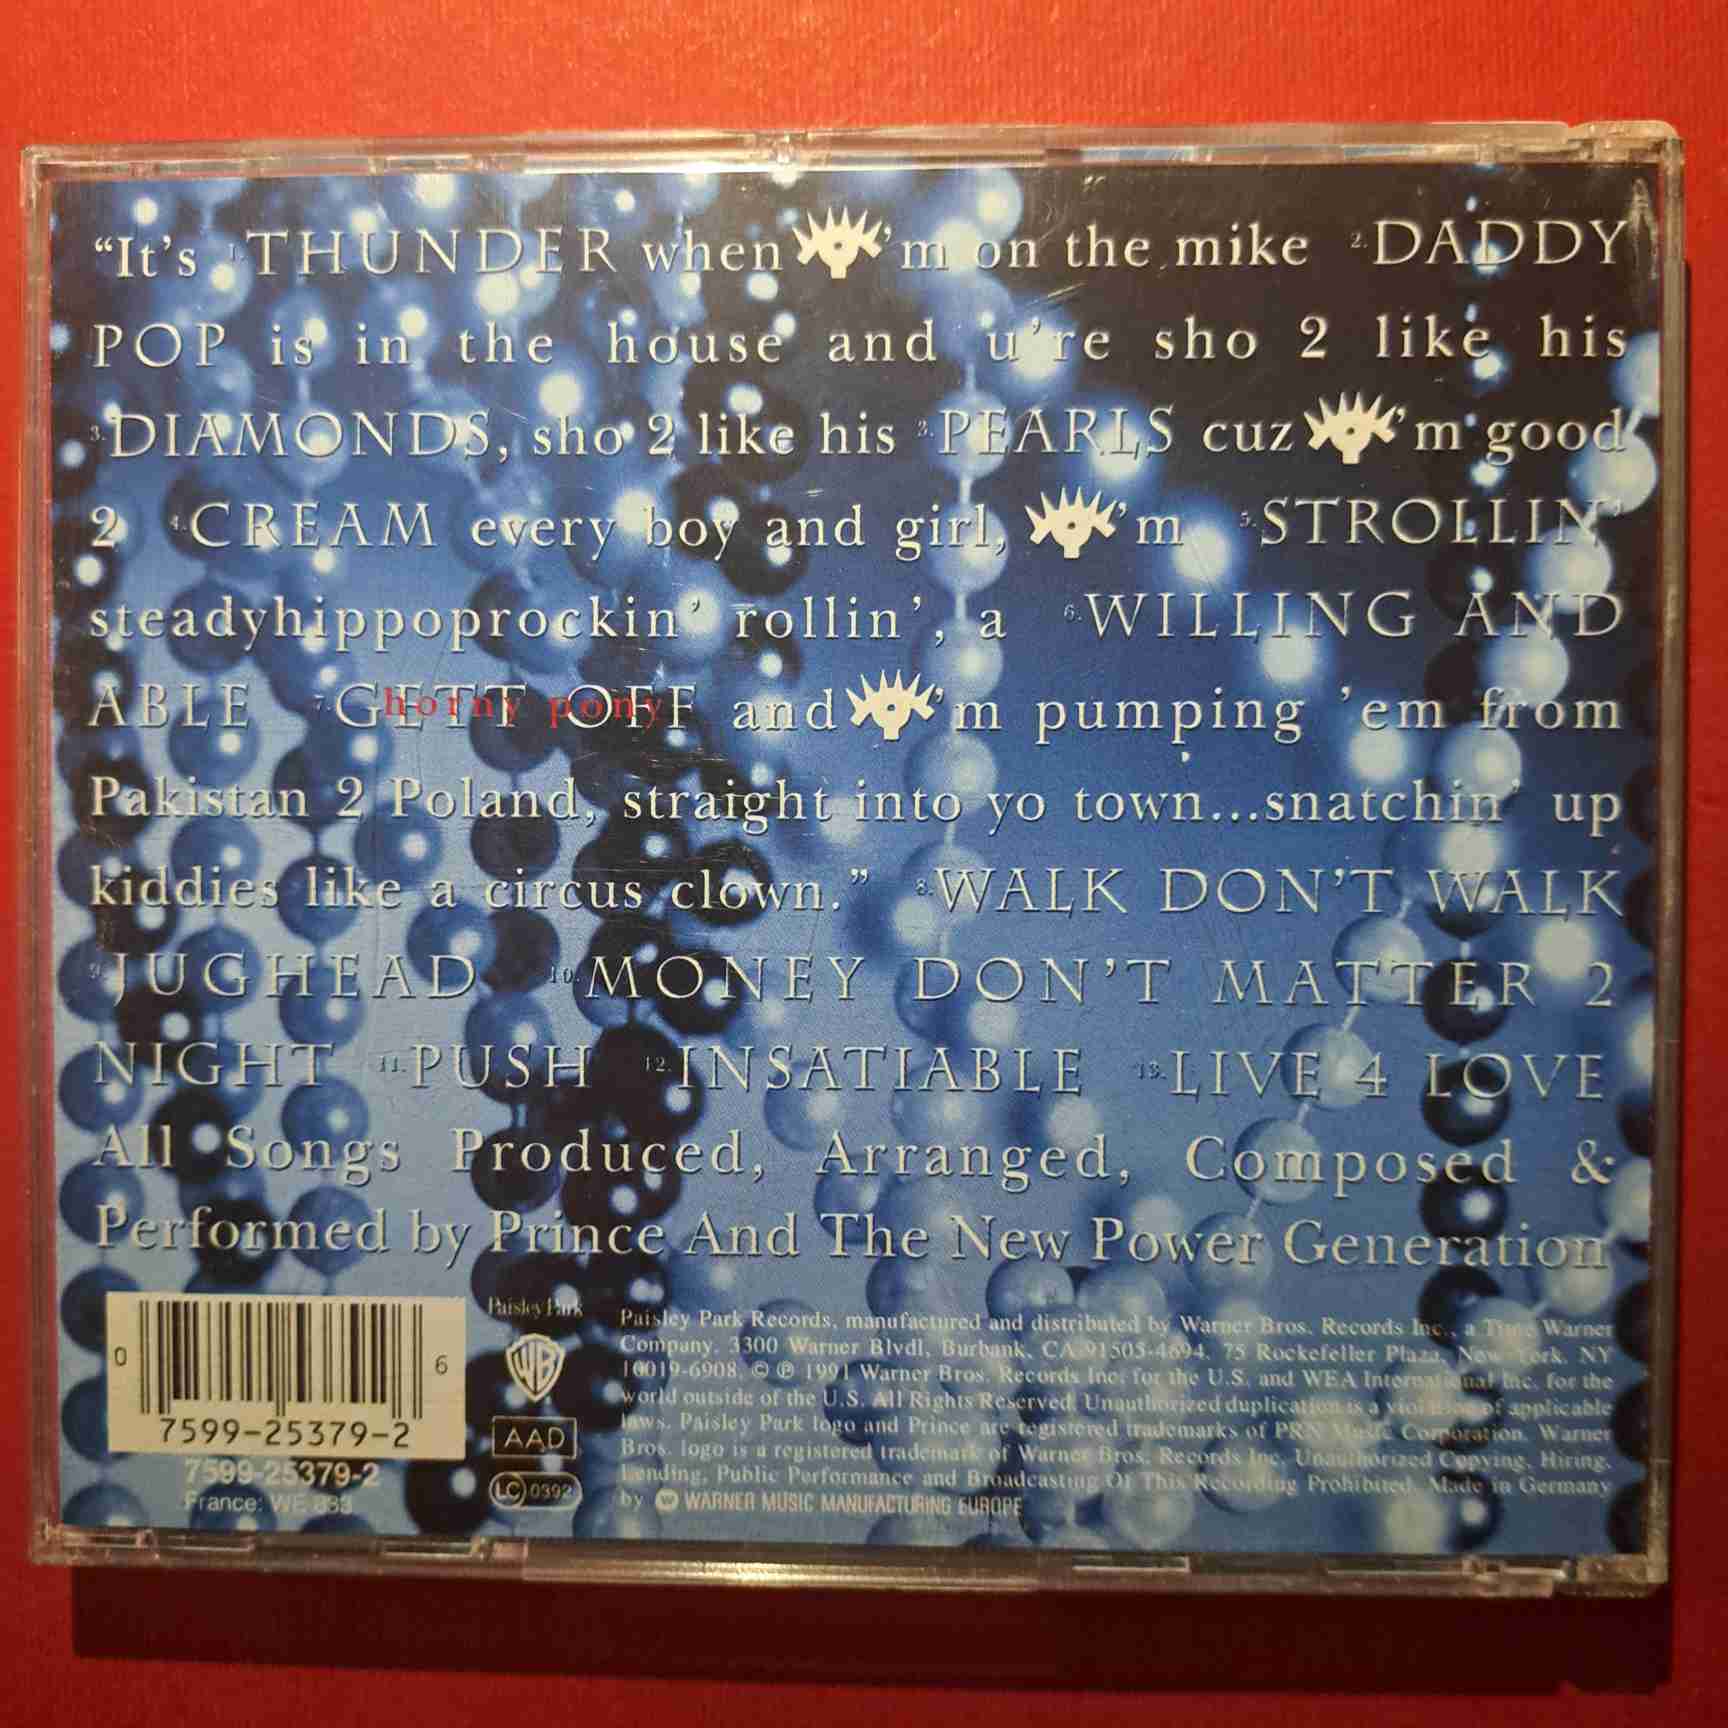 “It’s 1. THUNDER when 'm on the mike 2. DADDY
POP is in the house and u're sho 2 like his
3. DIAMONDS, sho 2 like his 3. PEARLS cuz 'm good
2 4. CREAM every boy and girl, 'm 5. STROLLIN'
steadyhippoprockin' rollin', a 6. WILLING AND
ABLE 7. GETT OFF and 'm pumping 'em from
horny pony
Pakistan 2 Poland, straight into yo town...snatchin' up
kiddies like a circus clown.” 8. WALK DON'T WALK
9. JUGHEAD 10. MONEY DON'T MATTER 2
NIGHT 11. PUSH 12. INSATIABLE 13. LIVE 4 LOVE
All Songs Produced, Arranged, Composed &
Performed by Prince And The New Power Generation
0 6
7599-25379-2
7599-25379-2
France: WE 833
Paisley Park
WB
AAD
LC 0392
Paisley Park Records, manufactured and distributed by Warner Bros. Records Inc., a Time Warner
Company. 3300 Warner Blvdl, Burbank, CA 91505-4694. 75 Rockefeller Plaza, New York, NY
10019-6908. © ℗ 1991 Warner Bros. Records Inc. for the U.S. and WEA International Inc. for the
world outside of the U.S. All Rights Reserved. Unauthorized duplication is a violation of applicable
laws. Paisley Park logo and Prince are registered trademarks of PRN Music Corporation. Warner
Bros. logo is a registered trademark of Warner Bros. Records Inc. Unauthorized Copying, Hiring,
Lending, Public Performance and Broadcasting Of This Recording Prohibited. Made in Germany
by WARNER MUSIC MANUFACTURING EUROPE